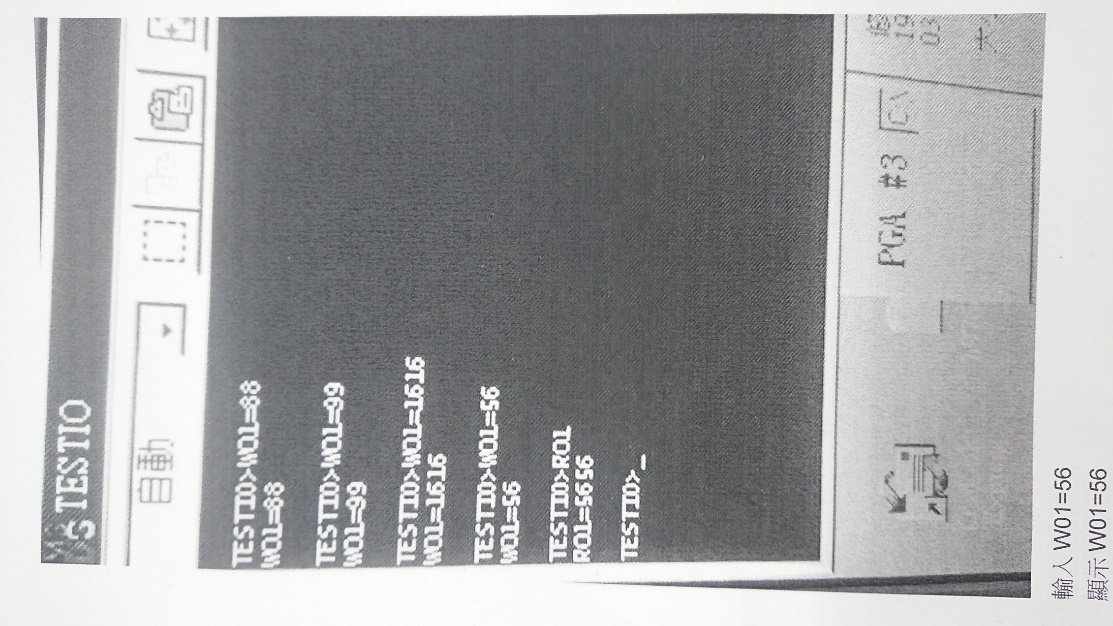 TESTIO
自動
TESTIO>W01=88
W01=88
TESTIO>W01=99
W01=99
TESTIO>W01=1616
W01=1616
TESTIO>W01=56
W01=56
TESTIO>R01
R01=5656
TESTIO>_
PGA #3
輸入 W01=56
顯示 W01=56